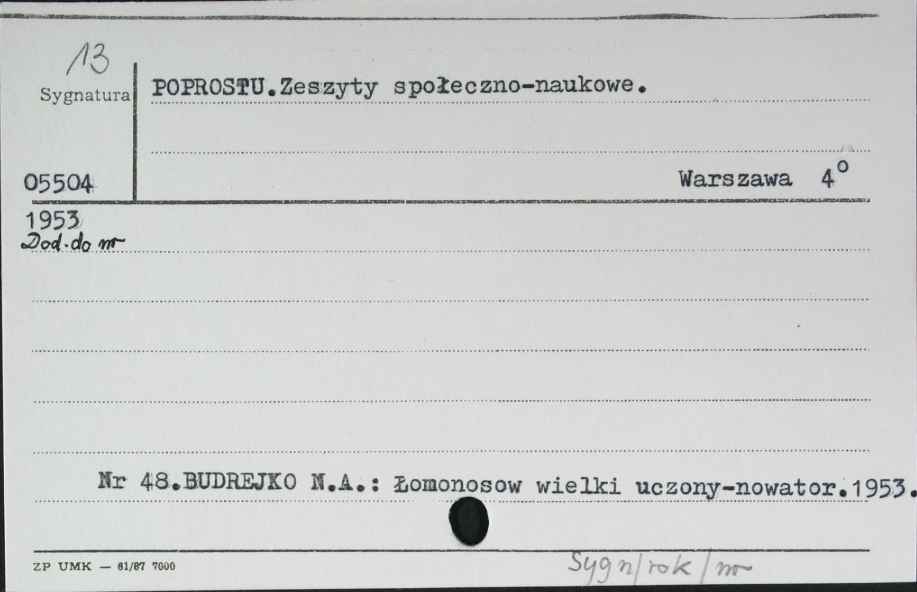 13
Sygnatura
POPROSTU.Zeszyty społeczno-naukowe.
05504
Warszawa 4°
1953
Dod. do nr
Nr 48.BUDREJKO N.A.: Łomonosow wielki uczony-nowator.1953.
ZP UMK — 61/87 7000
Sygn/rok/nr